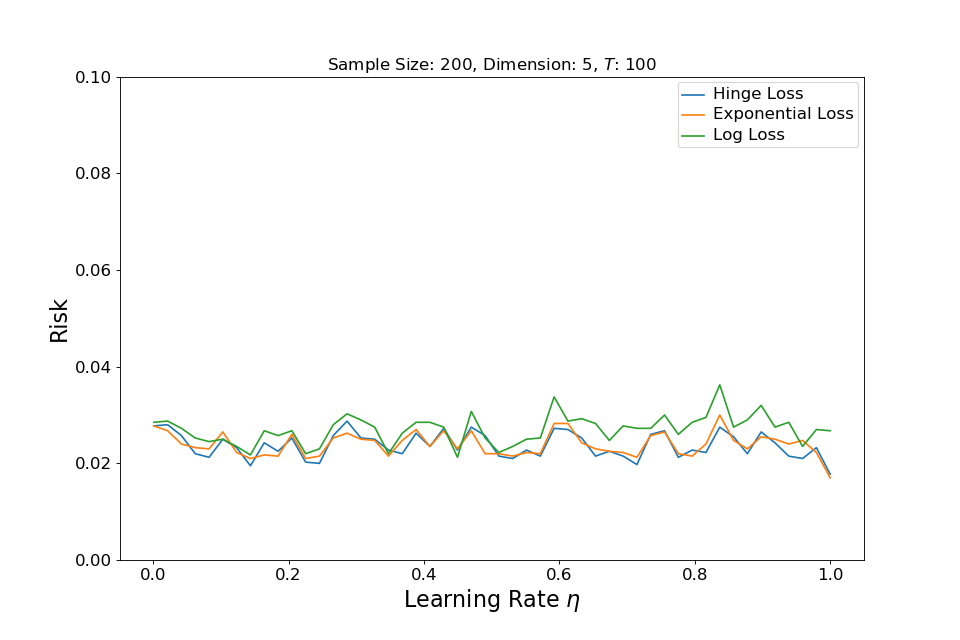 Sample Size: 200, Dimension: 5, T: 100
0.10
0.08
0.06
0.04
0.02
0.00
Risk
Hinge Loss
Exponential Loss
Log Loss
0.0 0.2 0.4 0.6 0.8 1.0
Learning Rate η